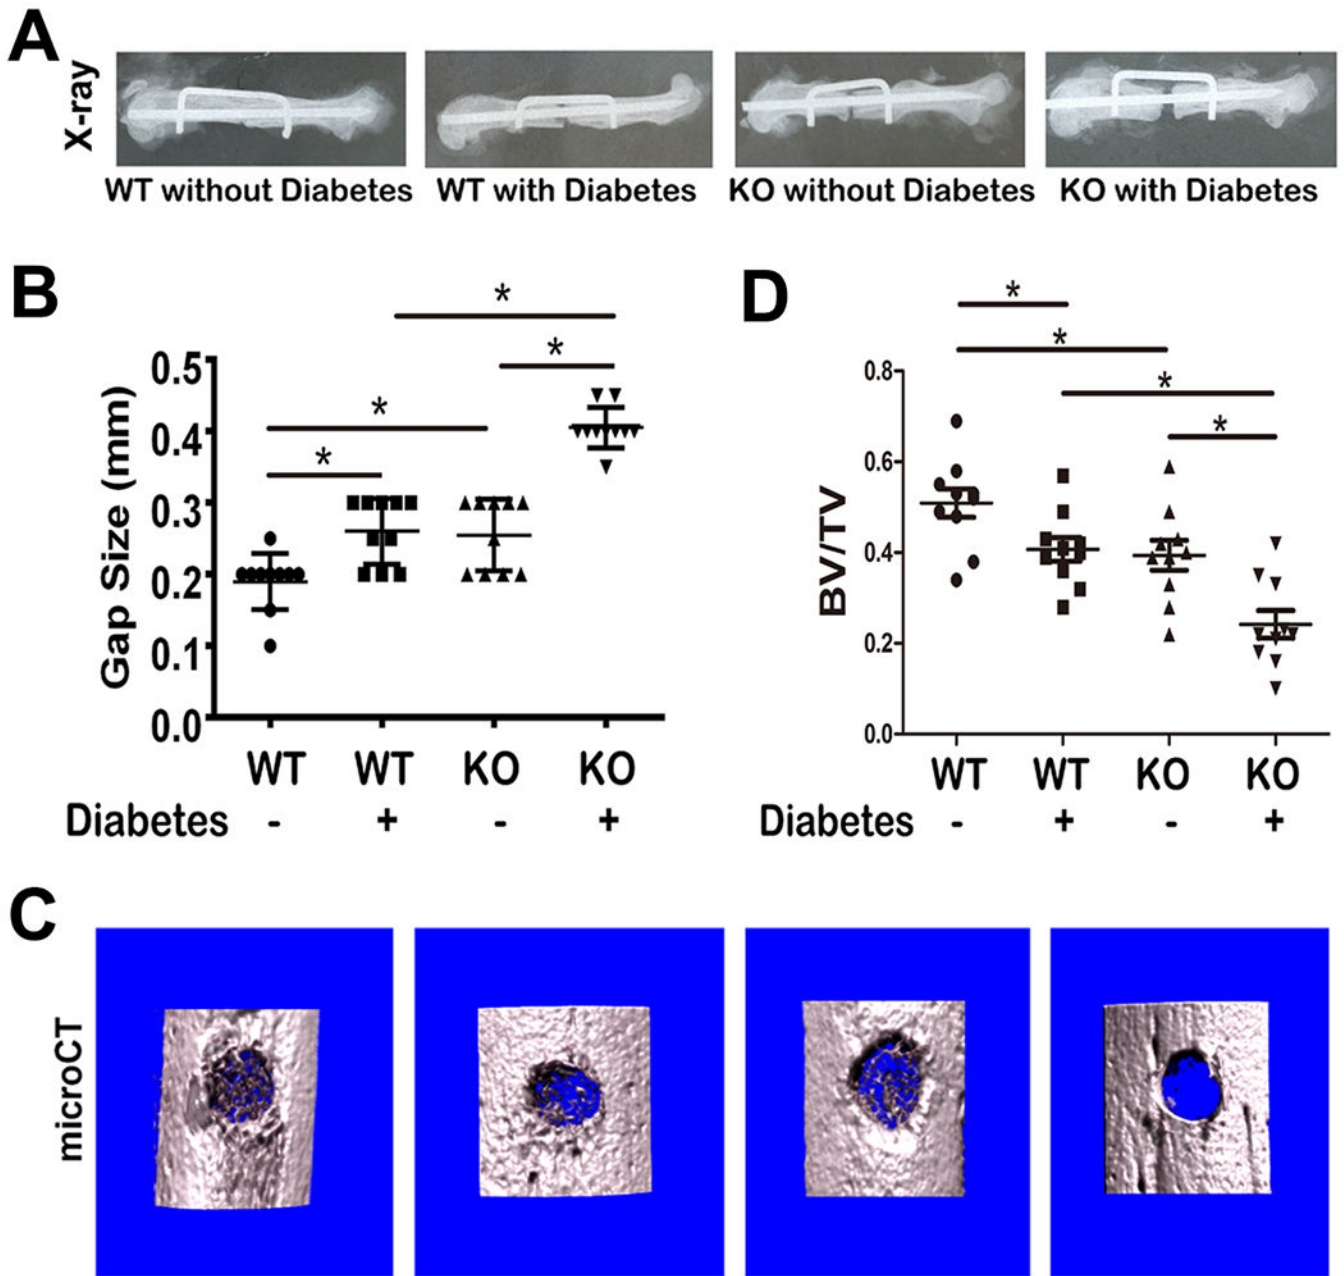 A
X-ray
WT without Diabetes
WT with Diabetes
KO without Diabetes
KO with Diabetes
B
*
*
*
*
Gap Size (mm)
0.5
0.4
0.3
0.2
0.1
0.0
WT WT KO KO
Diabetes - + - +
D
*
*
*
*
BV/TV
0.8
0.6
0.4
0.2
0.0
WT WT KO KO
Diabetes - + - +
C
microCT